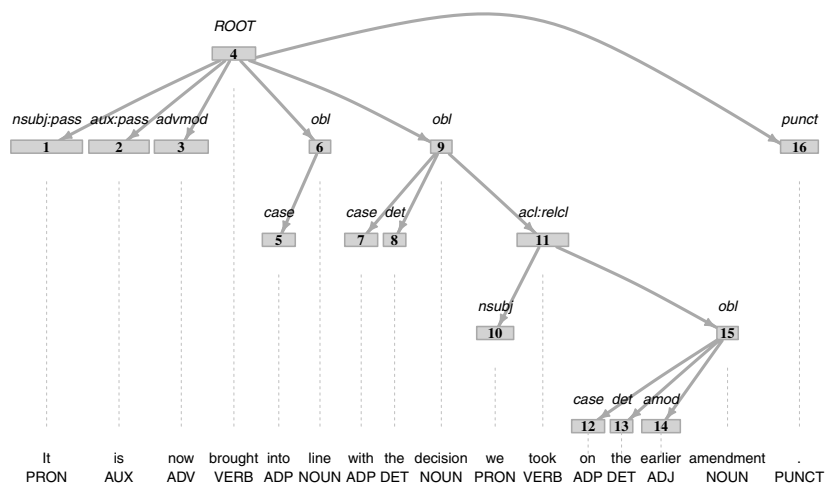 ROOT
4
nsubj:pass aux:pass advmod obl obl punct
1 2 3 6 9 16
case case det acl:relcl
5 7 8 11
nsubj obl
10 15
case det amod
12 13 14
It is now brought into line with the decision we took on the earlier amendment .
PRON AUX ADV VERB ADP NOUN ADP DET NOUN PRON VERB ADP DET ADJ NOUN PUNCT